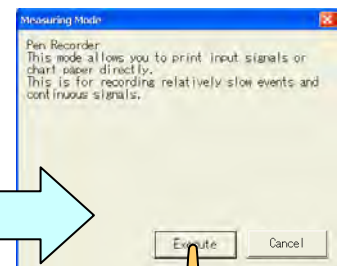 Measuring Mode
Pen Recorder
This mode allows you to print input signals or
chart paper directly.
This is for recording relatively slow events and
continuous signals.
Execute
Cancel